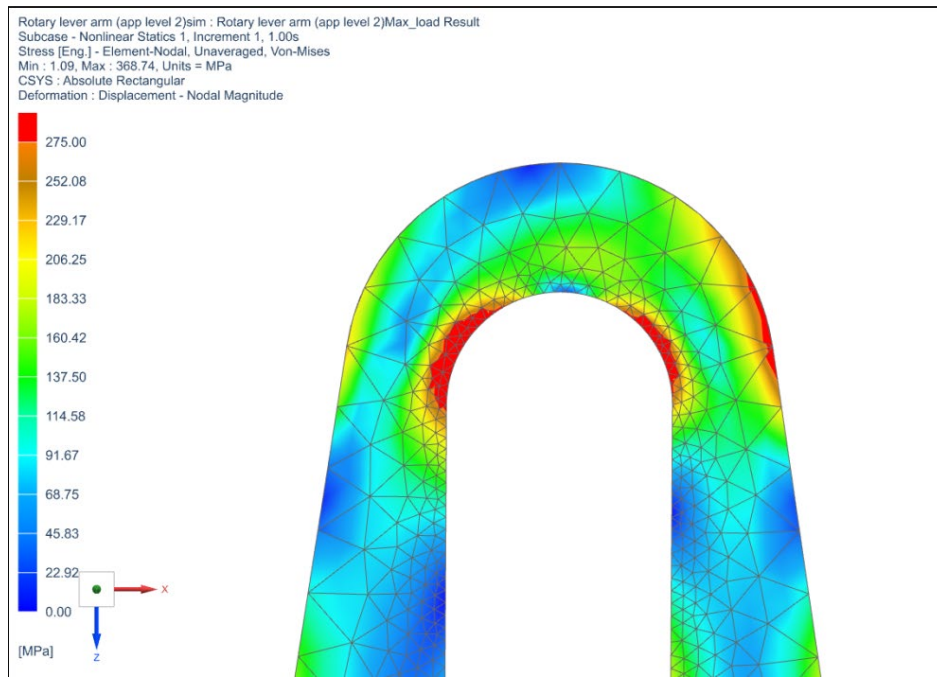 Rotary lever arm (app level 2)sim : Rotary lever arm (app level 2)Max_load Result
Subcase - Nonlinear Statics 1, Increment 1, 1.00s
Stress [Eng.] - Element-Nodal, Unaveraged, Von-Mises
Min : 1.09, Max : 368.74, Units = MPa
CSYS : Absolute Rectangular
Deformation : Displacement - Nodal Magnitude
275.00
252.08
229.17
206.25
183.33
160.42
137.50
114.58
91.67
68.75
45.83
22.92
0.00
[MPa]
X
Z